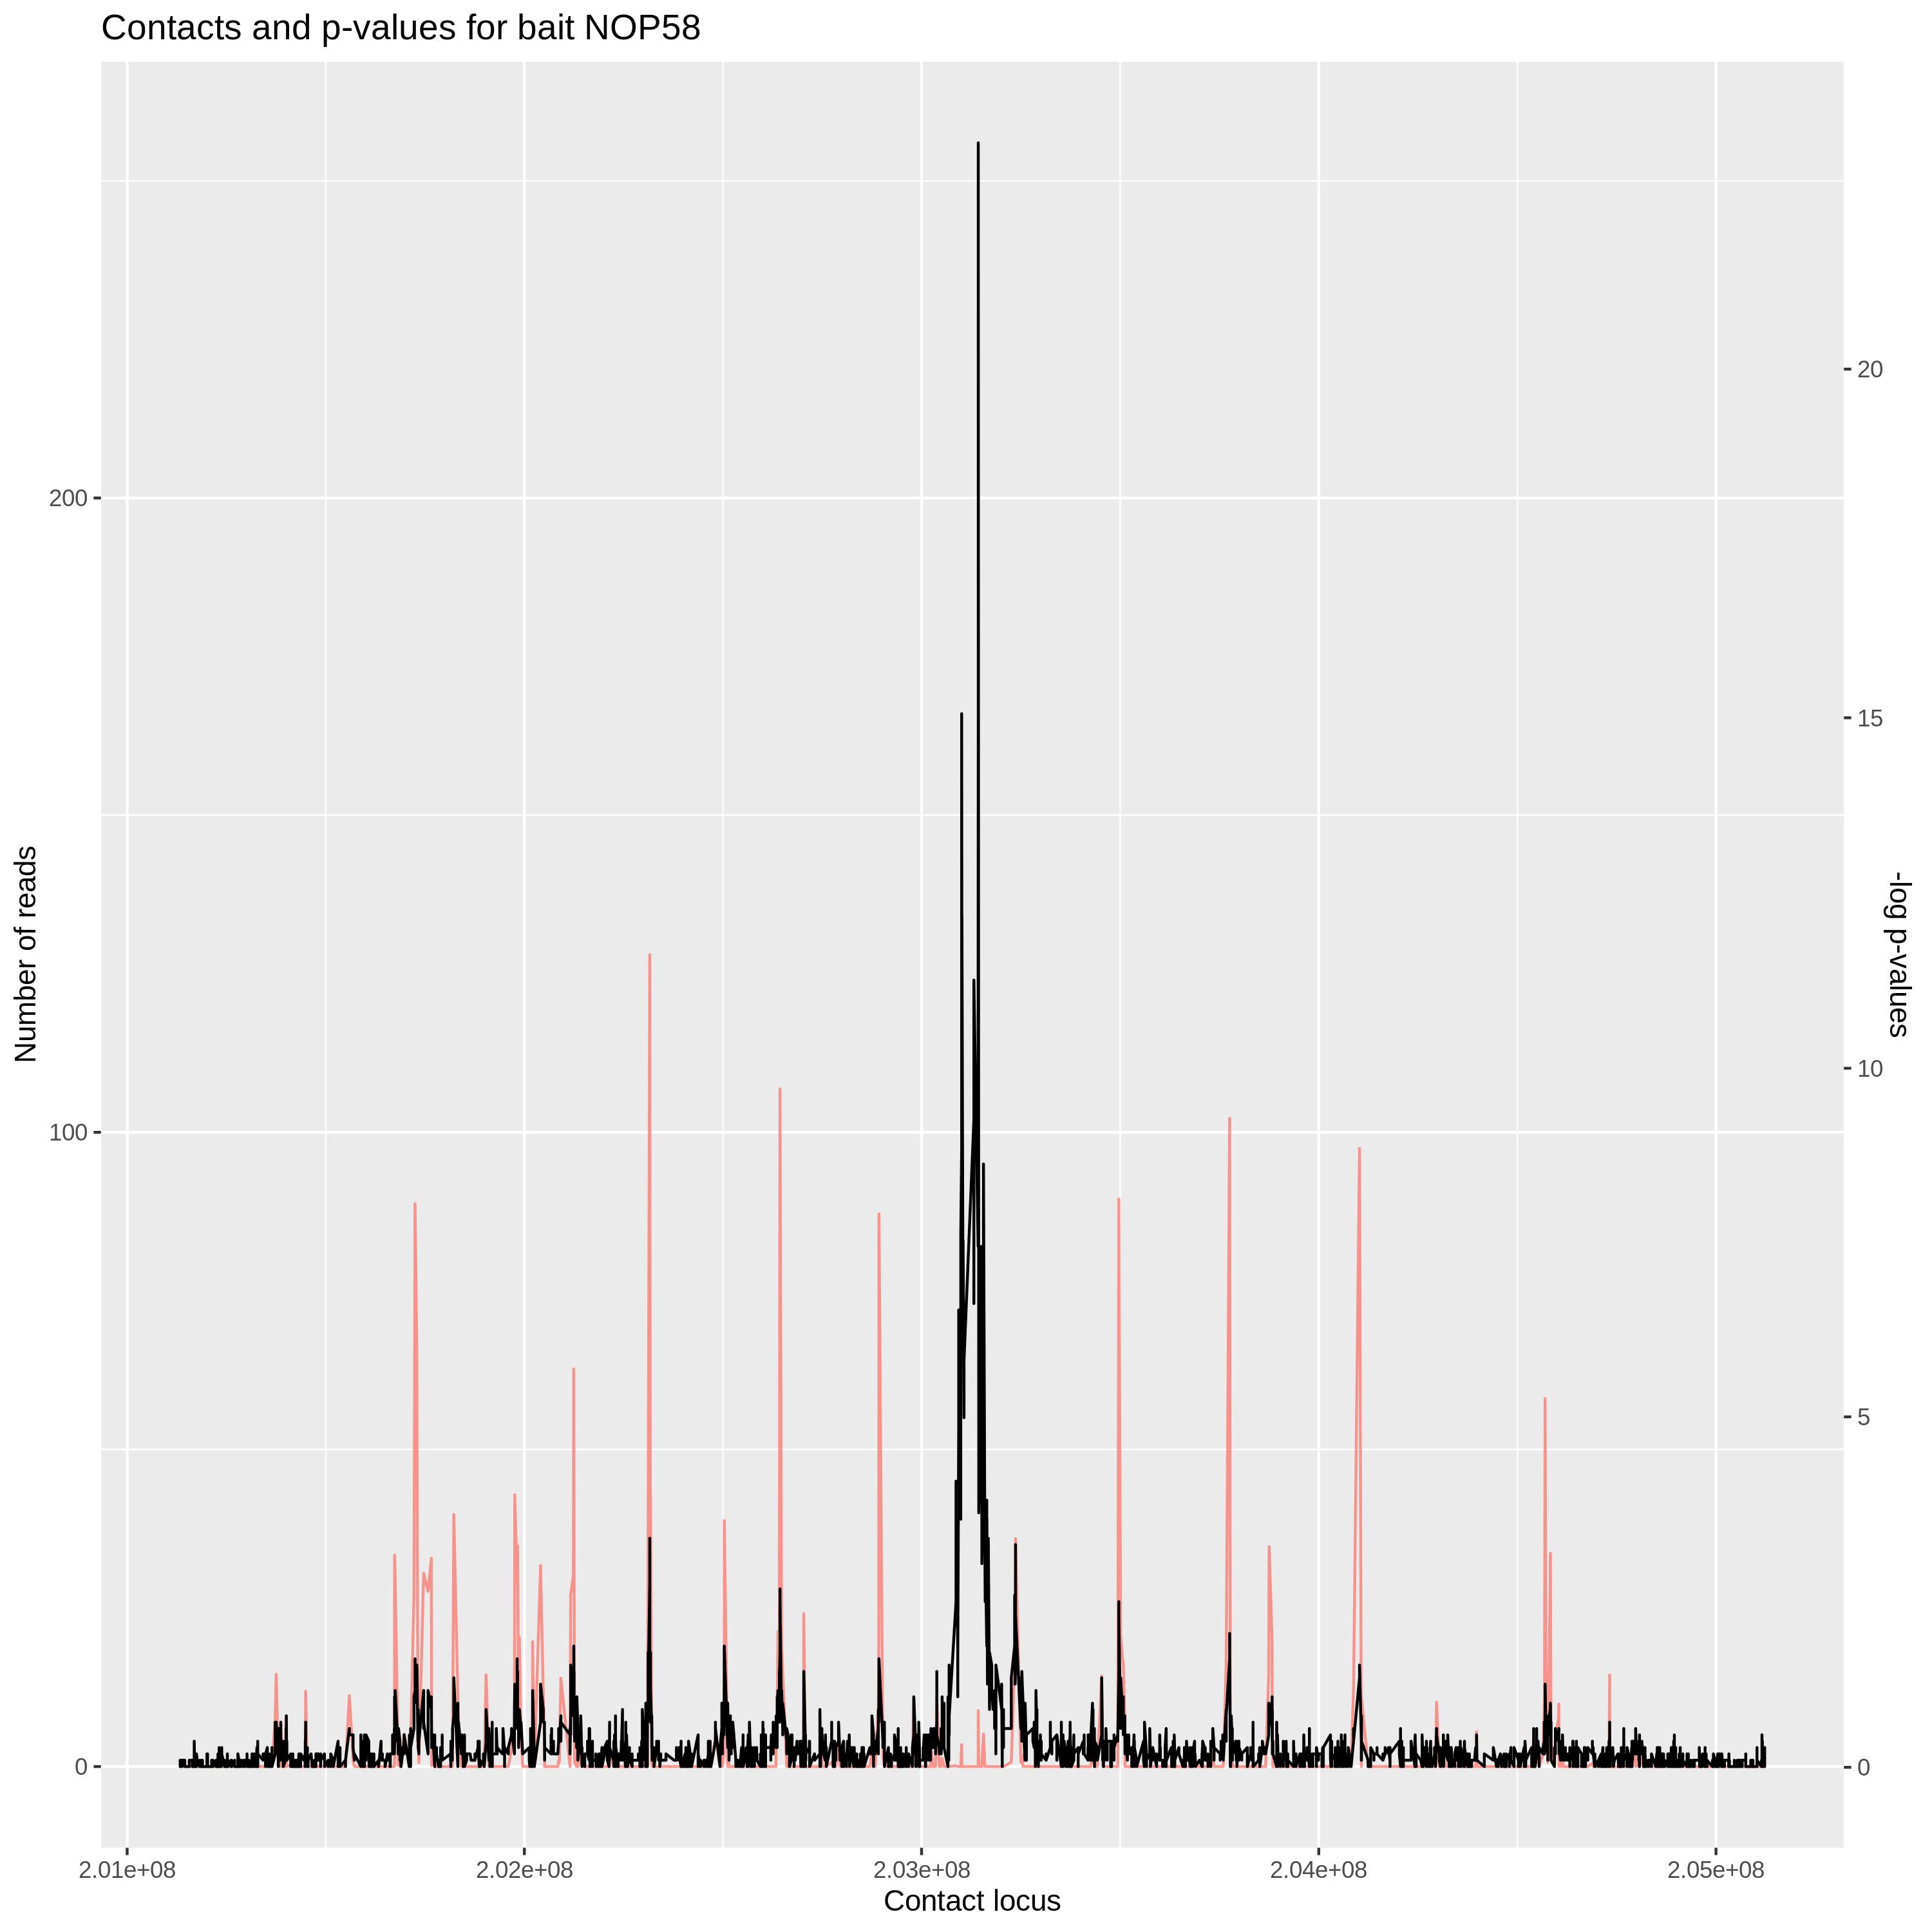 Contacts and p-values for bait NOP58
Number of reads
200
100
0
20
15
10
5
0
-log p-values
2.01e+08 2.02e+08 2.03e+08 2.04e+08 2.05e+08
Contact locus